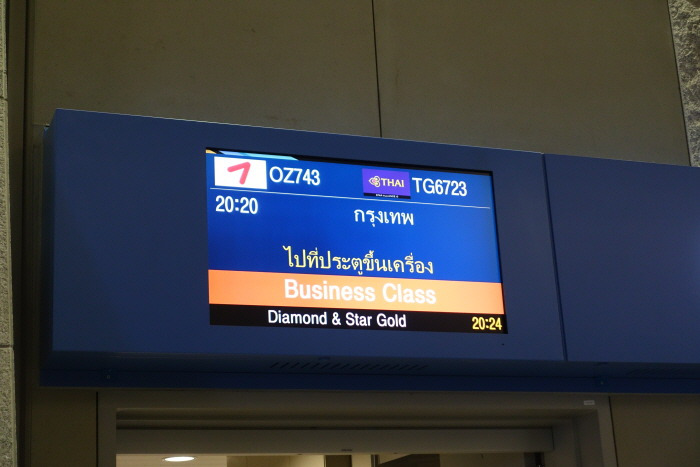 OZ743 THAI TG6723
20:20 กรุงเทพ
ไปที่ประตูขึ้นเครื่อง
Business Class
Diamond & Star Gold 20:24